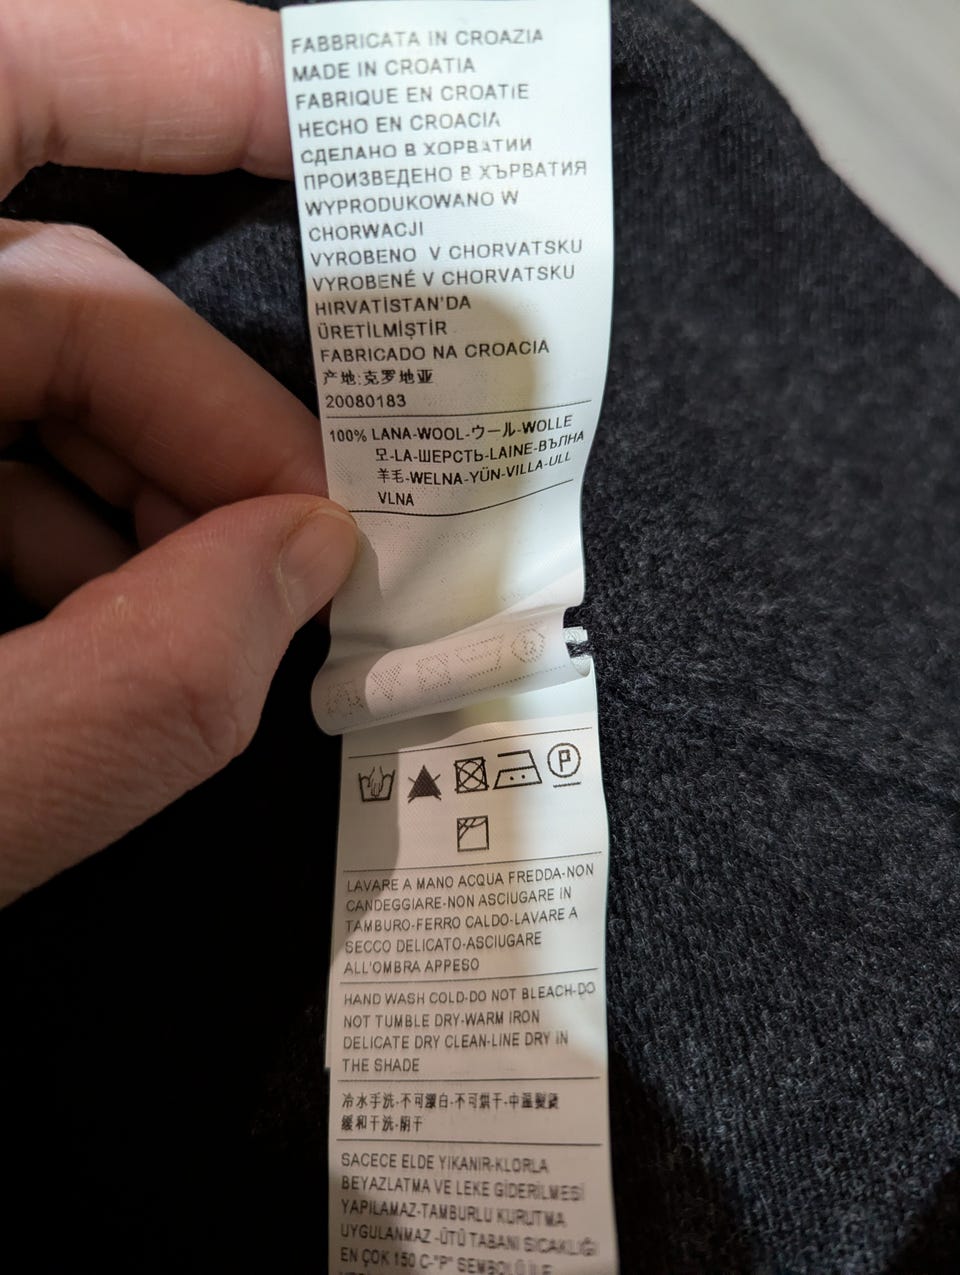 FABBRICATA IN CROAZIA
MADE IN CROATIA
FABRIQUE EN CROATIE
HECHO EN CROACIA
СДЕЛАНО В ХОРВАТИИ
ПРОИЗВЕДЕНО В ХЪРВАТИЯ
WYPRODUKOWANO W
CHORWACJI
VYROBENO V CHORVATSKU
VYROBENÉ V CHORVATSKU
HIRVATİSTAN'DA
ÜRETİLMİŞTİR
FABRICADO NA CROACIA
产地:克罗地亚
20080183
100% LANA-WOOL-ウール-WOLLE
모-LA-ШЕРСТЬ-LAINE-ВЪЛНА
羊毛-WELNA-YÜN-VILLA-ULL
VLNA
P
LAVARE A MANO ACQUA FREDDA-NON
CANDEGGIARE-NON ASCIUGARE IN
TAMBURO-FERRO CALDO-LAVARE A
SECCO DELICATO-ASCIUGARE
ALL'OMBRA APPESO
HAND WASH COLD-DO NOT BLEACH-DO
NOT TUMBLE DRY-WARM IRON
DELICATE DRY CLEAN-LINE DRY IN
THE SHADE
冷水手洗-不可漂白-不可烘干-中温熨烫
缓和干洗-阴干
SACECE ELDE YIKANIR-KLORLA
BEYAZLATMA VE LEKE GİDERİLMESİ
YAPILAMAZ-TAMBURLU KURUTMA
UYGULANMAZ -ÜTÜ TABANI SICAKLIĞI
EN ÇOK 150 C-"P" SEMBOLÜ İLE